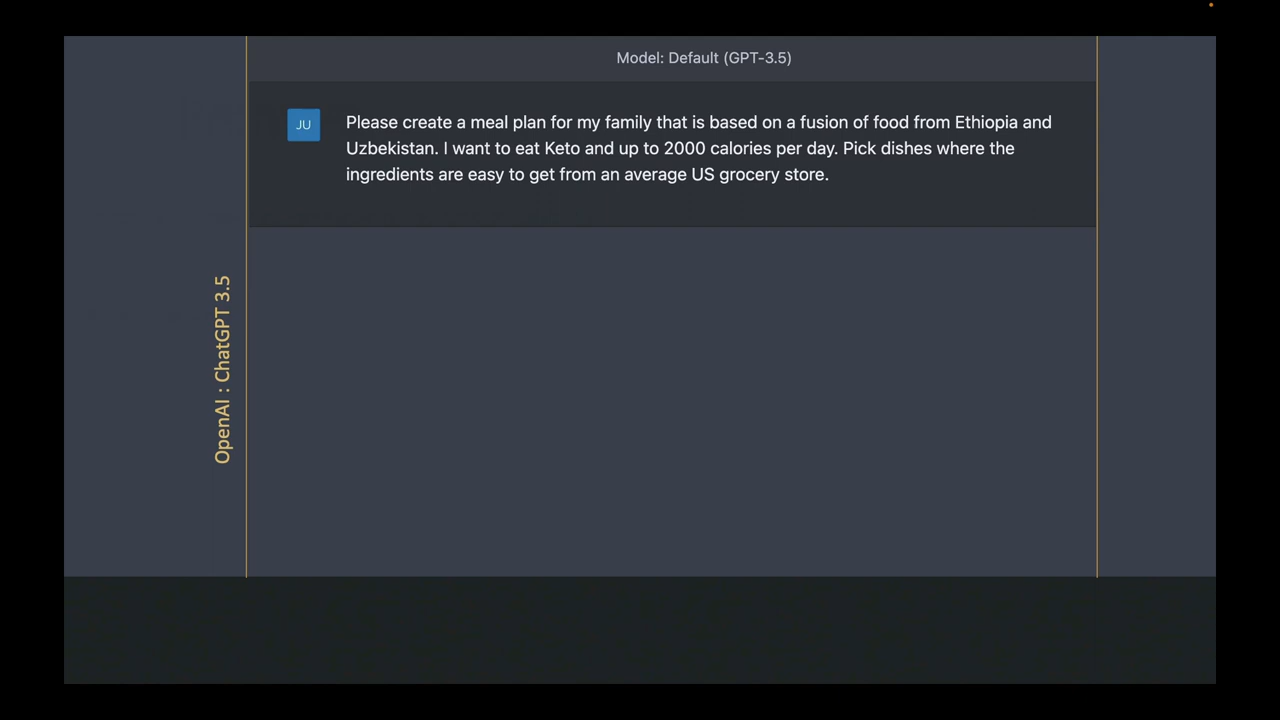 Model: Default (GPT-3.5)
JU
Please create a meal plan for my family that is based on a fusion of food from Ethiopia and
Uzbekistan. I want to eat Keto and up to 2000 calories per day. Pick dishes where the
ingredients are easy to get from an average US grocery store.
OpenAI : ChatGPT 3.5